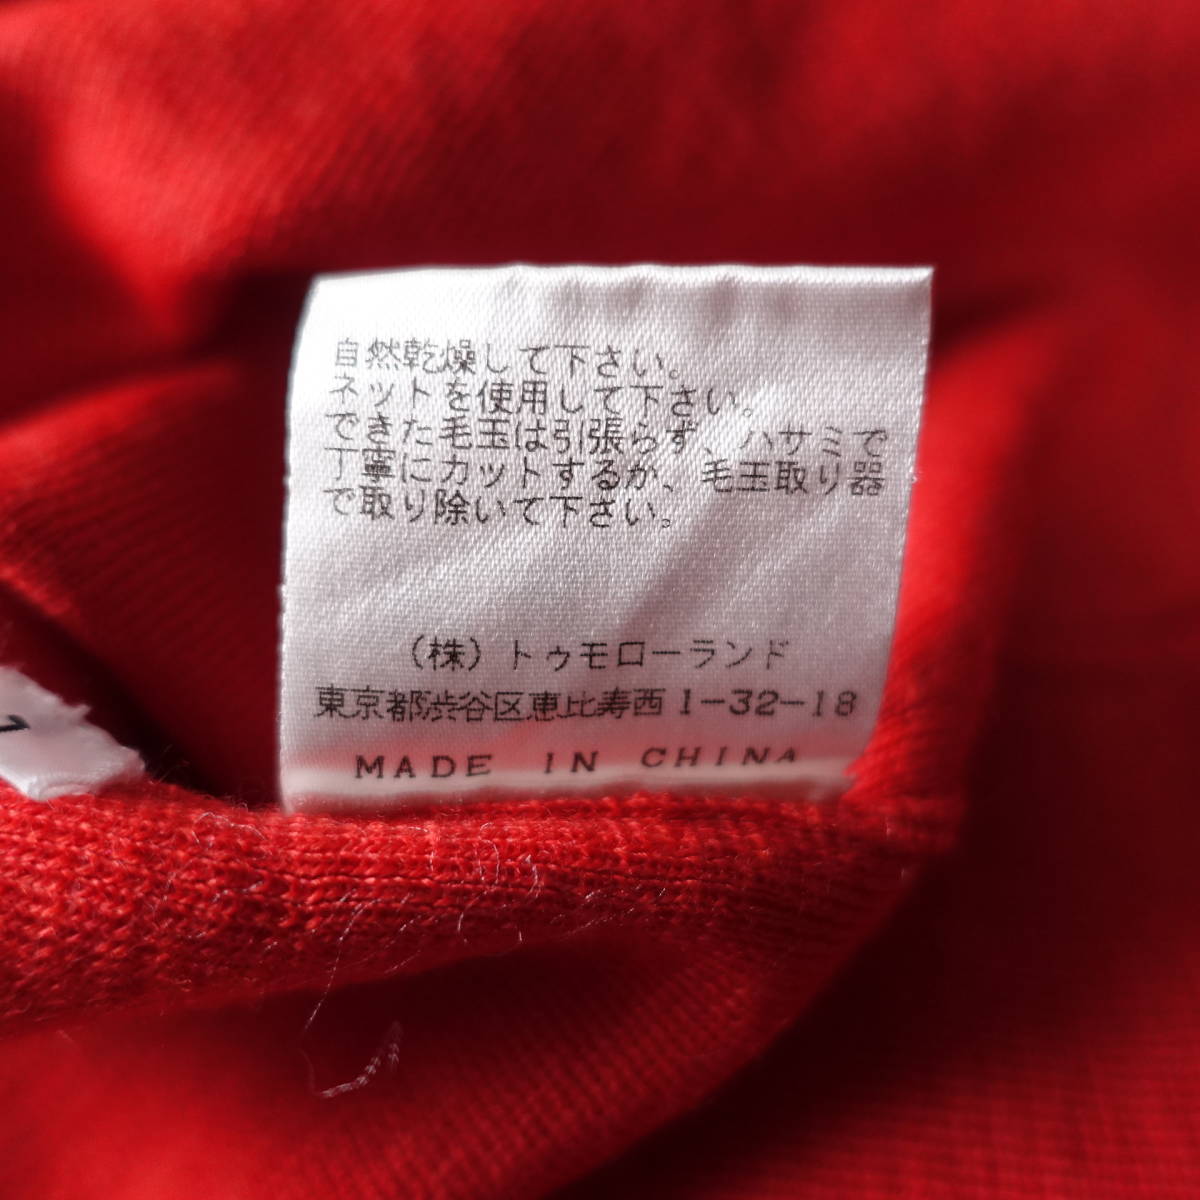 自然乾燥して下さい。
ネットを使用して下さい。
できた毛玉は引張らず、ハサミで
丁寧にカットするか、毛玉取り器
で取り除いて下さい。
(株)トゥモローランド
東京都渋谷区恵比寿西1-32-18
MADE IN CHINA
1